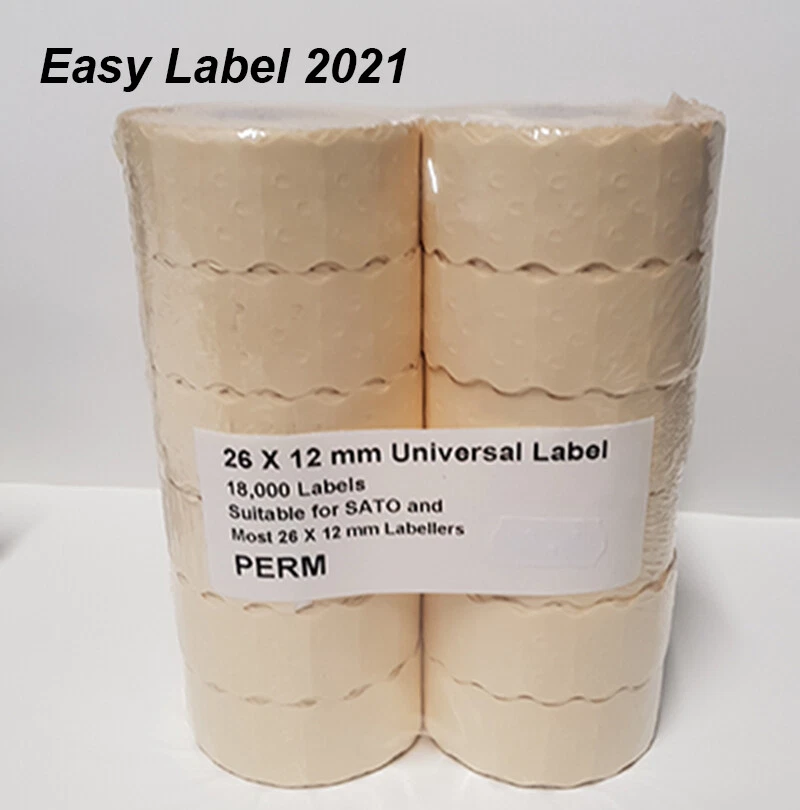 Easy Label 2021
26 X 12 mm Universal Label
18,000 Labels
Suitable for SATO and
Most 26 X 12 mm Labellers
PERM